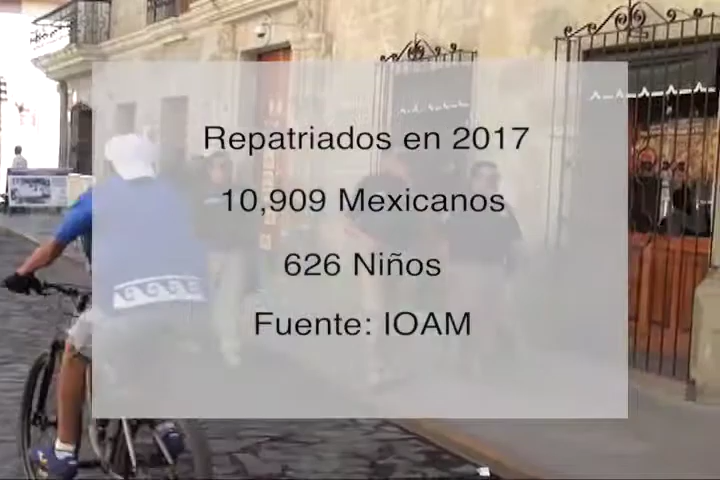 Repatriados en 2017
10,909 Mexicanos
626 Niños
Fuente: IOAM